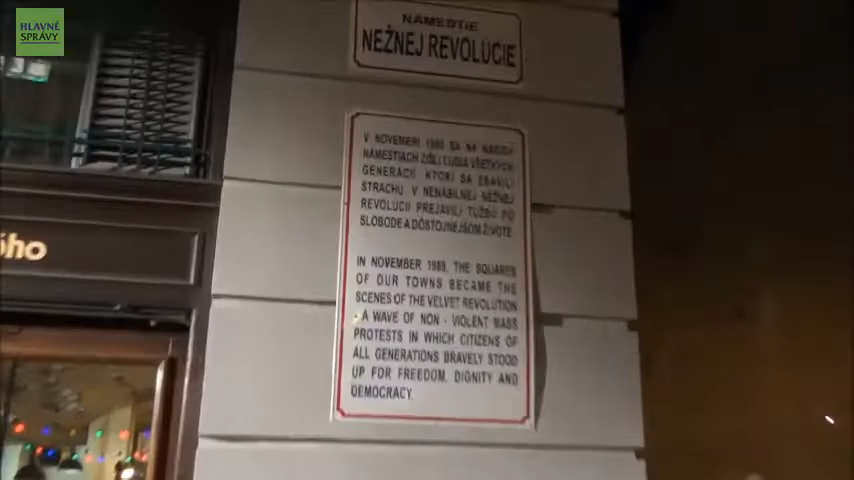 HLAVNÉ
SPRÁVY
NÁMESTIE
NEŽNEJ REVOLÚCIE
V NOVEMBRI 1989 SA NA NAŠICH
NÁMESTIACH ZIŠLI ĽUDIA VŠETKÝCH
GENERÁCIÍ KTORÍ SA ZBAVILI
STRACHU V NENÁSILNEJ NEŽNEJ
REVOLÚCII PREJAVILI TÚŽBU PO
SLOBODE A DÔSTOJNEJŠOM ŽIVOTE.
IN NOVEMBER 1989, THE SQUARES
OF OUR TOWNS BECAME THE
SCENES OF THE VELVET REVOLUTION
- A WAVE OF NON - VIOLENT MASS
PROTESTS IN WHICH CITIZENS OF
ALL GENERATIONS BRAVELY STOOD
UP FOR FREEDOM, DIGNITY AND
DEMOCRACY.